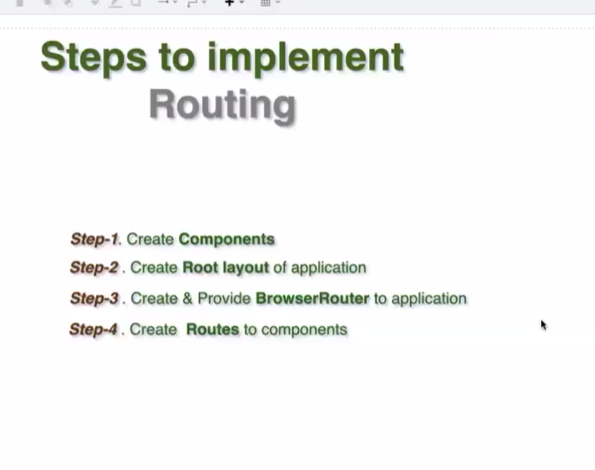 Steps to implement
Routing
Step-1. Create Components
Step-2 . Create Root layout of application
Step-3 . Create & Provide BrowserRouter to application
Step-4 . Create  Routes to components